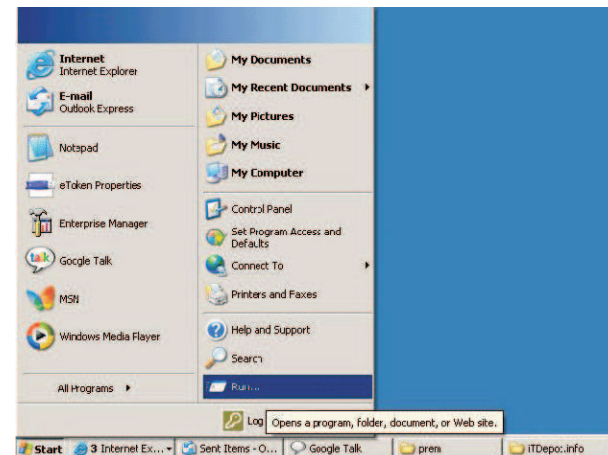 Internet
Internet Explorer
E-mail
Outlook Express
Notepad
eToken Properties
Enterprise Manager
talk
Google Talk
MSN
Windows Media Player
All Programs
My Documents
My Recent Documents
My Pictures
My Music
My Computer
Control Panel
Set Program Access and
Defaults
Connect To
Printers and Faxes
Help and Support
Search
Run...
Log
Opens a program, folder, document, or Web site.
Start
3 Internet Ex...
Sent Items - O...
Google Talk
prem
iTDepot.info